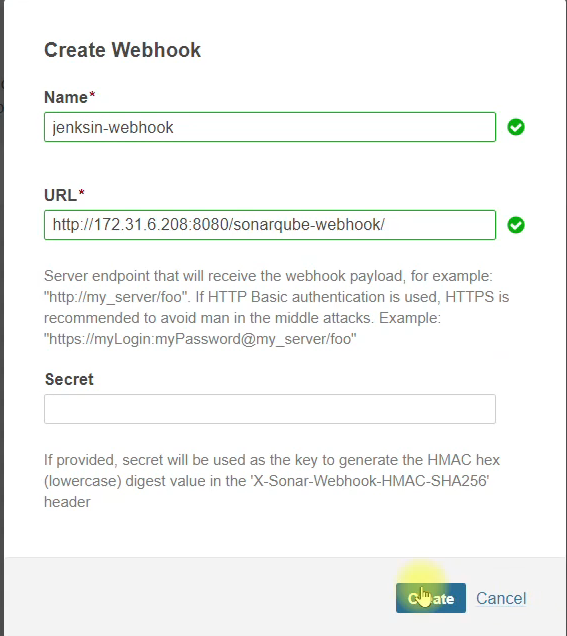 Create Webhook
Name*
jenksin-webhook
URL*
http://172.31.6.208:8080/sonarqube-webhook/
Server endpoint that will receive the webhook payload, for example:
"http://my_server/foo". If HTTP Basic authentication is used, HTTPS is
recommended to avoid man in the middle attacks. Example:
"https://myLogin:myPassword@my_server/foo"
Secret
If provided, secret will be used as the key to generate the HMAC hex
(lowercase) digest value in the 'X-Sonar-Webhook-HMAC-SHA256'
header
Create Cancel